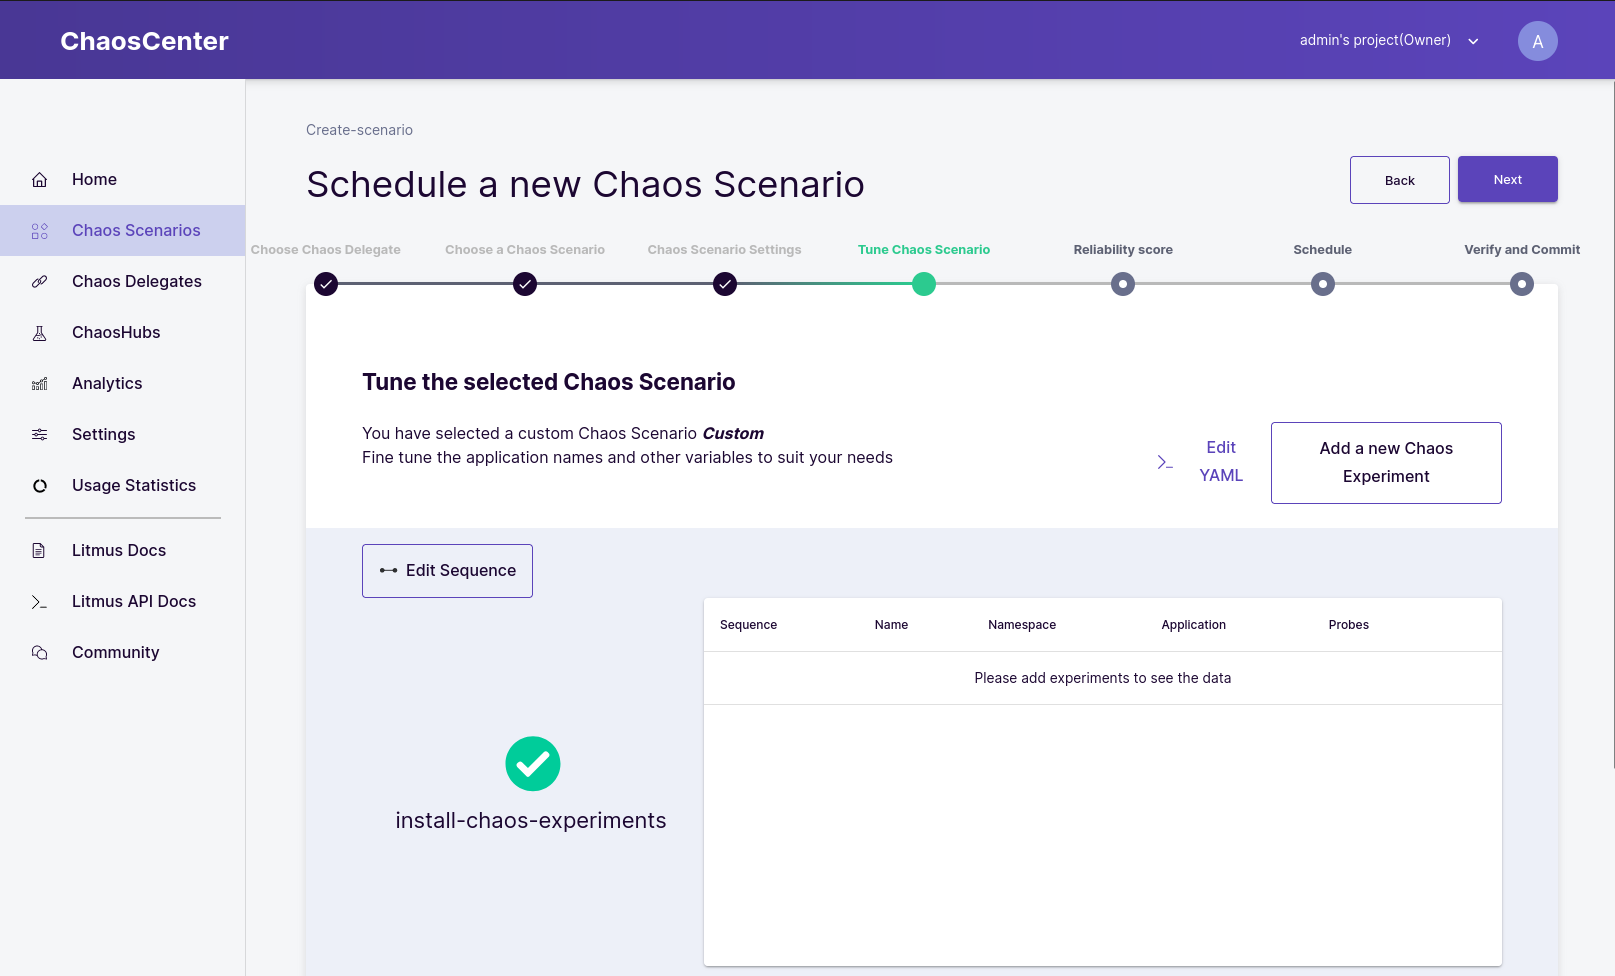 ChaosCenter
admin's project(Owner)
A
Home
Chaos Scenarios
Chaos Delegates
ChaosHubs
Analytics
Settings
Usage Statistics
Litmus Docs
Litmus API Docs
Community
Create-scenario
Schedule a new Chaos Scenario
Back
Next
Choose Chaos Delegate
Choose a Chaos Scenario
Chaos Scenario Settings
Tune Chaos Scenario
Reliability score
Schedule
Verify and Commit
Tune the selected Chaos Scenario
You have selected a custom Chaos Scenario Custom
Fine tune the application names and other variables to suit your needs
Edit
YAML
Add a new Chaos
Experiment
Edit Sequence
Sequence Name Namespace Application Probes
Please add experiments to see the data
install-chaos-experiments